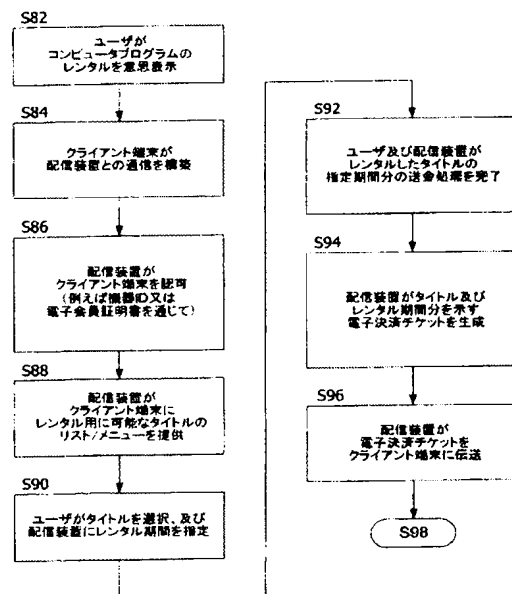 S82
ユーザが
コンピュータプログラムの
レンタルを意思表示
S84
クライアント端末が
配信装置との通信を構築
S86
配信装置が
クライアント端末を認可
(例えば機器ID又は
電子会員証明書を通じて)
S88
配信装置が
クライアント端末に
レンタル用に可能なタイトルの
リスト/メニューを提供
S90
ユーザがタイトルを選択、及び
配信装置にレンタル期間を指定
S92
ユーザ及び配信装置が
レンタルしたタイトルの
指定期間分の送金処理を完了
S94
配信装置がタイトル及び
レンタル期間分を示す
電子決済チケットを生成
S96
配信装置が
電子決済チケットを
クライアント端末に伝送
S98